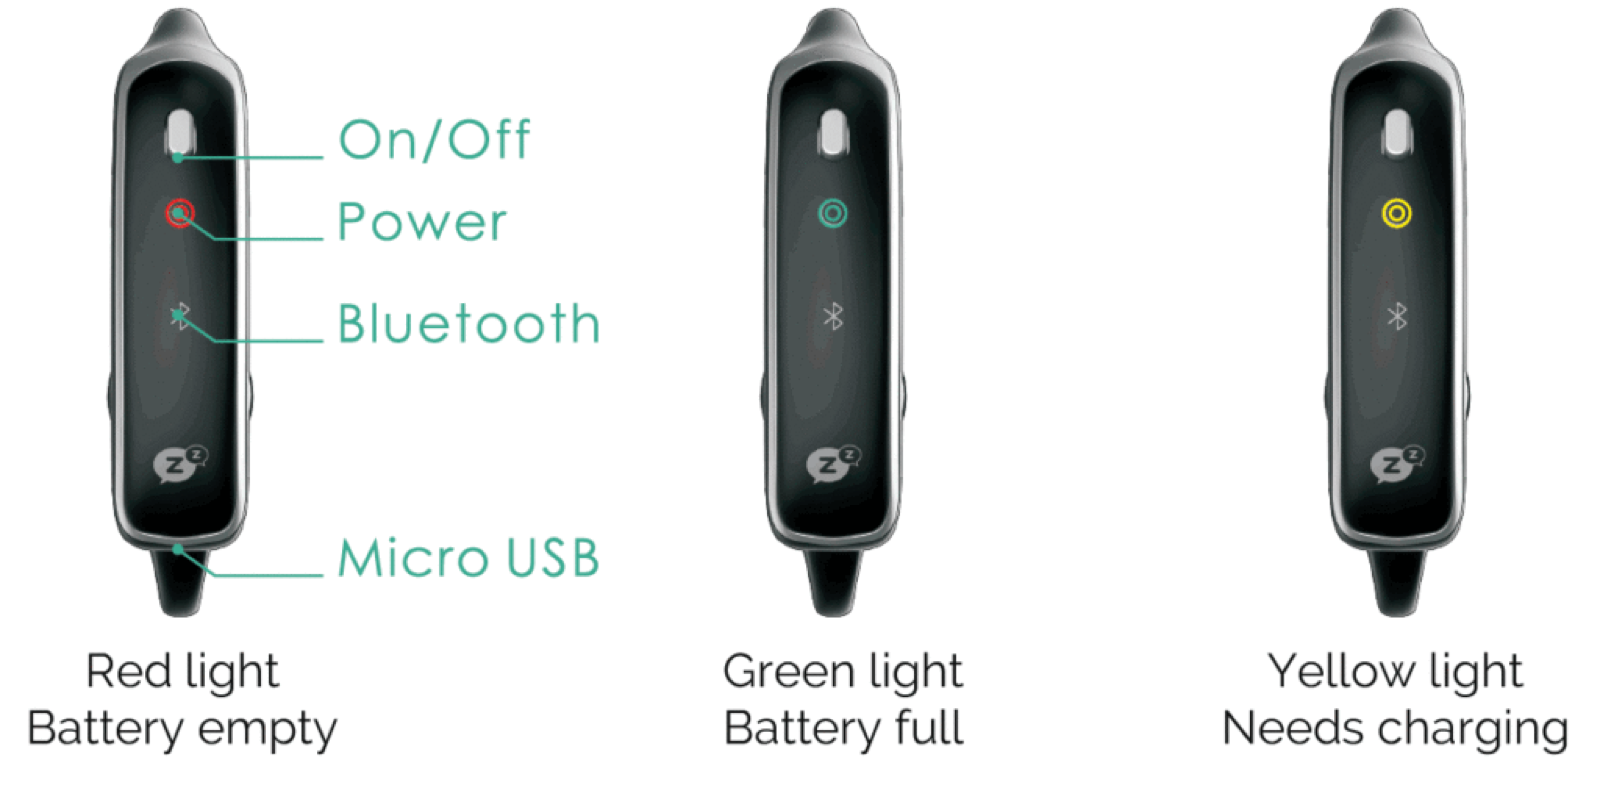 On/Off
Power
Bluetooth
Micro USB
z z
Red light
Battery empty
z z
Green light
Battery full
z z
Yellow light
Needs charging